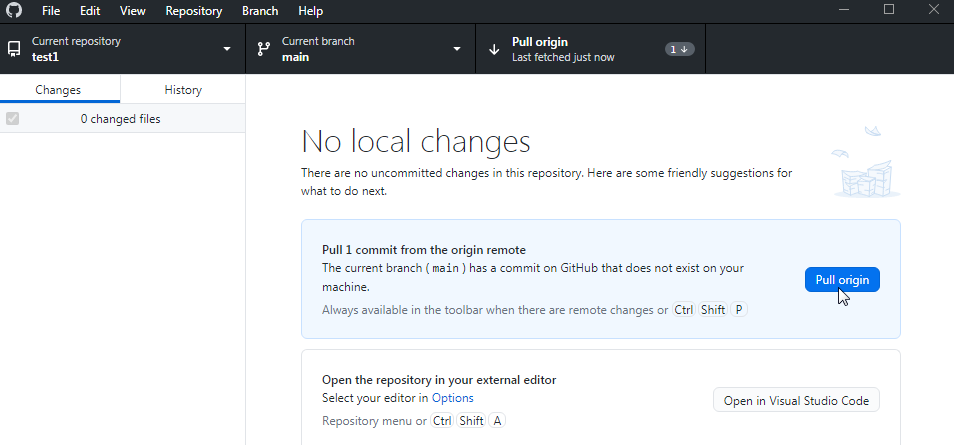 File Edit View Repository Branch Help
Current repository
test1
Current branch
main
Pull origin
Last fetched just now
1
Changes
History
0 changed files
No local changes
There are no uncommitted changes in this repository. Here are some friendly suggestions for
what to do next.
Pull 1 commit from the origin remote
The current branch ( main ) has a commit on GitHub that does not exist on your
machine.
Always available in the toolbar when there are remote changes or Ctrl Shift P
Pull origin
Open the repository in your external editor
Select your editor in Options
Repository menu or Ctrl Shift A
Open in Visual Studio Code